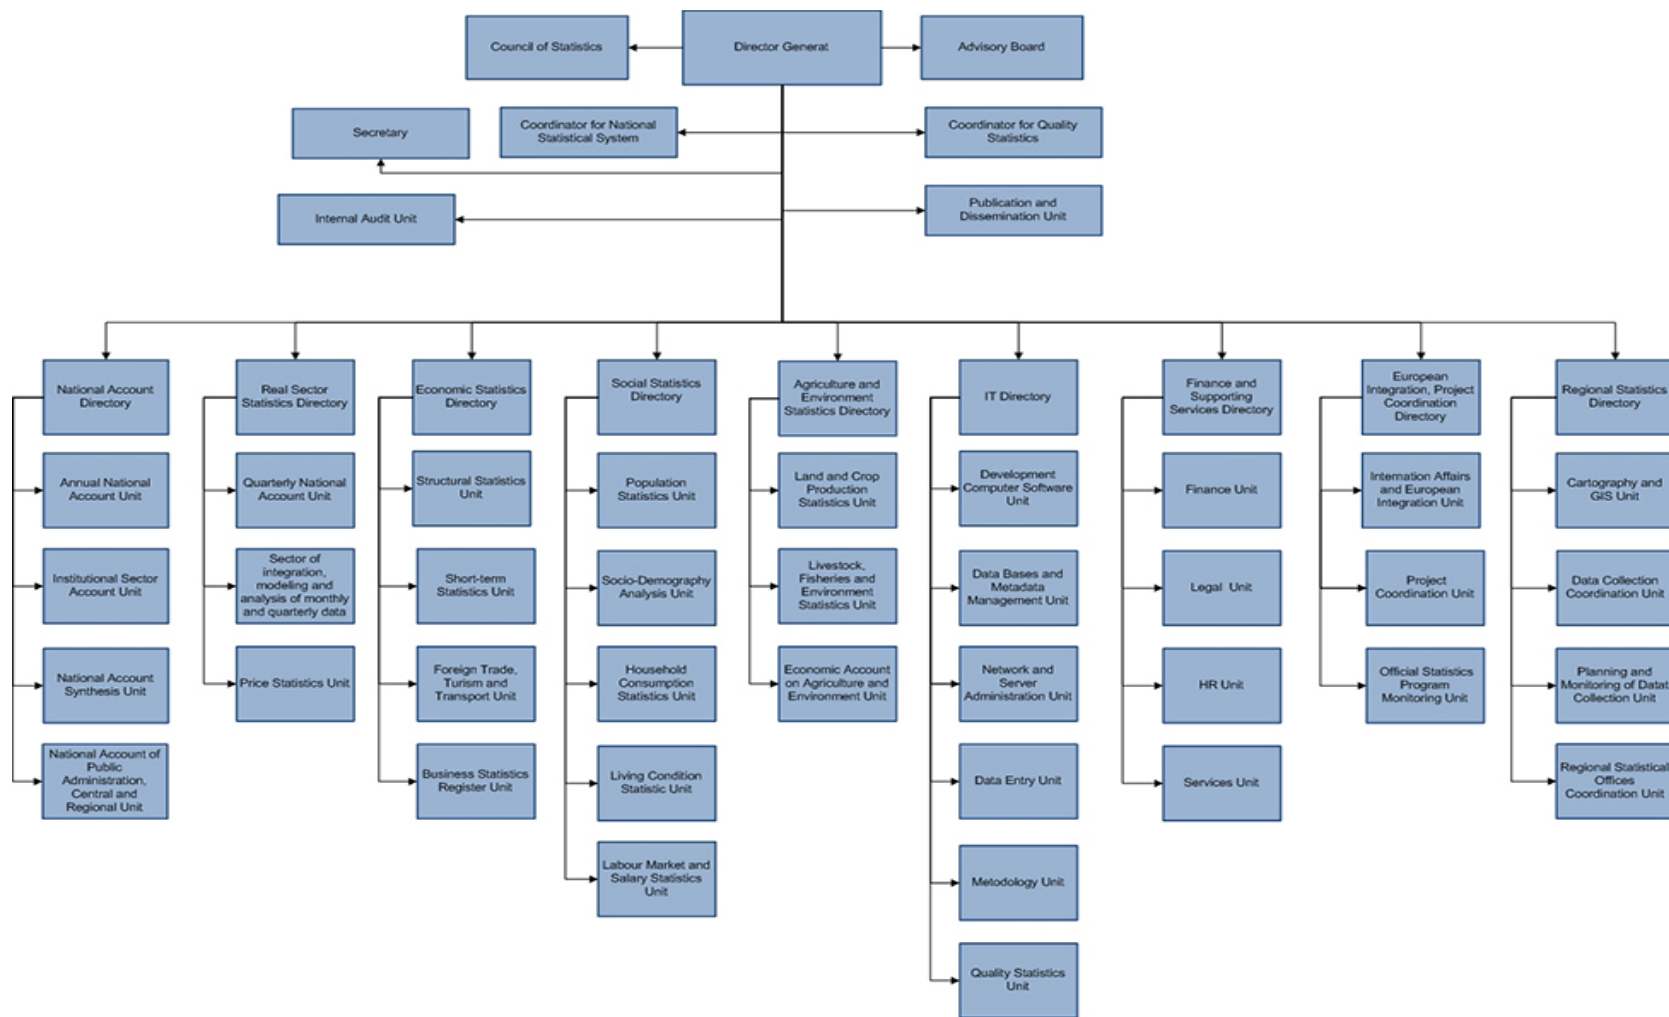 Council of Statistics
Director Generat
Advisory Board
Secretary
Coordinator for National
Statistical System
Coordinator for Quality
Statistics
Internal Audit Unit
Publication and
Dissemination Unit
National Account
Directory
Annual National
Account Unit
Institutional Sector
Account Unit
National Account
Synthesis Unit
National Account of
Public
Administration,
Central and
Regional Unit
Real Sector
Statistics Directory
Quarterly National
Account Unit
Sector of
integration,
modeling and
analysis of monthly
and quarterly data
Price Statistics Unit
Economic Statistics
Directory
Structural Statistics
Unit
Short-term
Statistics Unit
Foreign Trade,
Turism and
Transport Unit
Business Statistics
Register Unit
Social Statistics
Directory
Population
Statistics Unit
Socio-Demography
Analysis Unit
Household
Consumption
Statistics Unit
Living Condition
Statistic Unit
Labour Market and
Salary Statistics
Unit
Agriculture and
Environment
Statistics Directory
Land and Crop
Production
Statistics Unit
Livestock,
Fisheries and
Environment
Statistics Unit
Economic Account
on Agriculture and
Environment Unit
IT Directory
Development
Computer Software
Unit
Data Bases and
Metadata
Management Unit
Network and
Server
Administration Unit
Data Entry Unit
Metodology Unit
Quality Statistics
Unit
Finance and
Supporting
Services Directory
Finance Unit
Legal Unit
HR Unit
Services Unit
European
Integration, Project
Coordination
Directory
Internation Affairs
and European
Integration Unit
Project
Coordination Unit
Official Statistics
Program
Monitoring Unit
Regional Statistics
Directory
Cartography and
GIS Unit
Data Collection
Coordination Unit
Planning and
Monitoring of Datat
Collection Unit
Regional Statistical
Offices
Coordination Unit